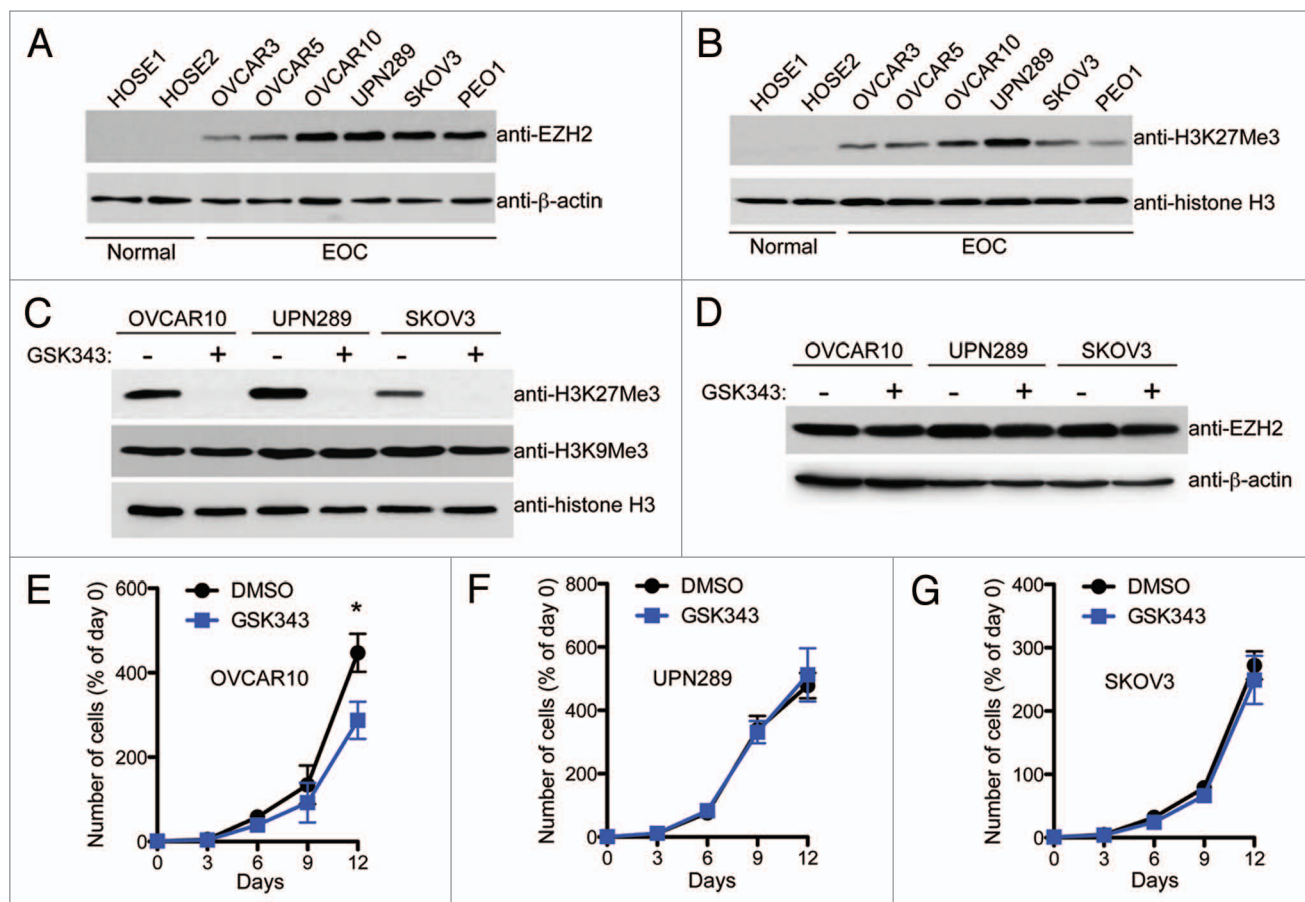 A
HOSE1 HOSE2 OVCAR3 OVCAR5 OVCAR10 UPN289 SKOV3 PEO1
anti-EZH2
anti-β-actin
Normal EOC
B
HOSE1 HOSE2 OVCAR3 OVCAR5 OVCAR10 UPN289 SKOV3 PEO1
anti-H3K27Me3
anti-histone H3
Normal EOC
C
OVCAR10 UPN289 SKOV3
GSK343: - + - + - +
anti-H3K27Me3
anti-H3K9Me3
anti-histone H3
D
OVCAR10 UPN289 SKOV3
GSK343: - + - + - +
anti-EZH2
anti-β-actin
E
Number of cells (% of day 0)
600
400
200
0
DMSO
GSK343
*
OVCAR10
0 3 6 9 12
Days
F
Number of cells (% of day 0)
800
600
400
200
0
DMSO
GSK343
UPN289
0 3 6 9 12
Days
G
Number of cells (% of day 0)
400
300
200
100
0
DMSO
GSK343
SKOV3
0 3 6 9 12
Days